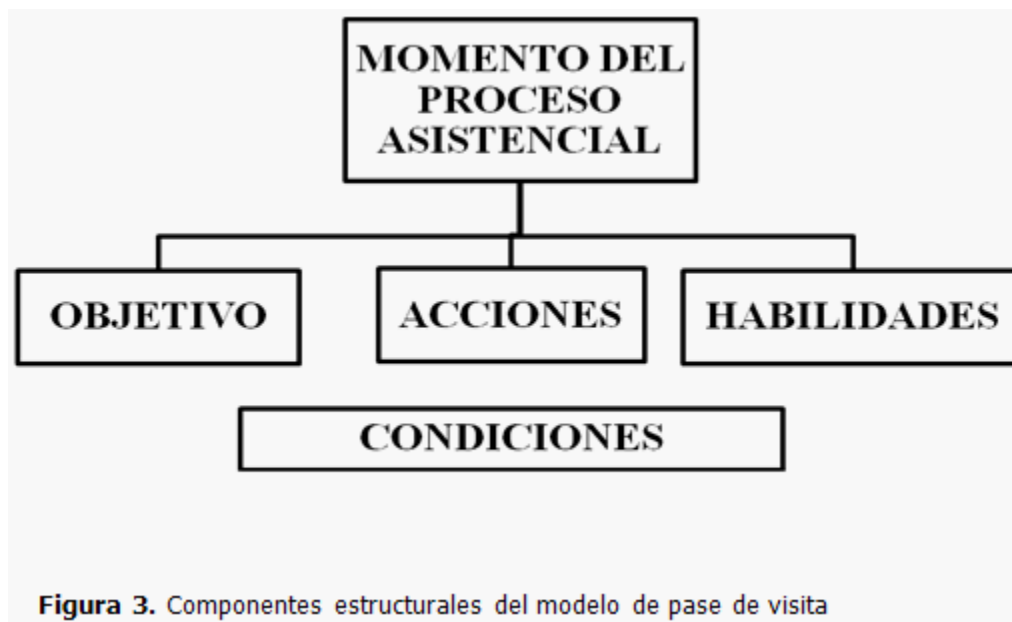 MOMENTO DEL
PROCESO
ASISTENCIAL
OBJETIVO
ACCIONES
HABILIDADES
CONDICIONES
Figura 3. Componentes estructurales del modelo de pase de visita